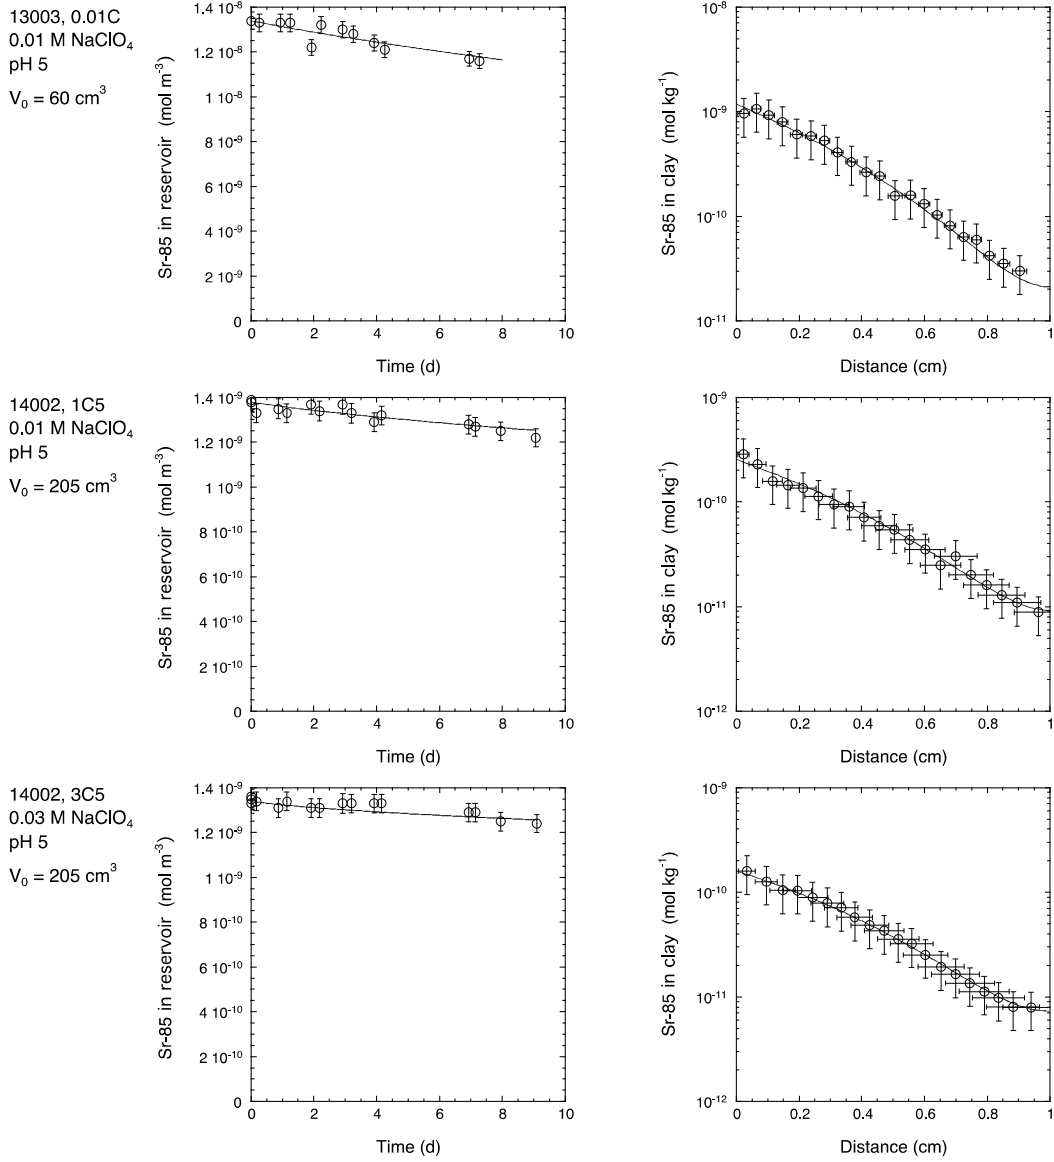 13003, 0.01C
0.01 M NaClO₄
pH 5
V₀ = 60 cm³
Sr-85 in reservoir (mol m⁻³)
1.4 10⁻⁸
1.2 10⁻⁸
1 10⁻⁸
8 10⁻⁹
6 10⁻⁹
4 10⁻⁹
2 10⁻⁹
0
0 2 4 6 8 10
Time (d)
Sr-85 in clay (mol kg⁻¹)
10⁻⁸
10⁻⁹
10⁻¹⁰
10⁻¹¹
0 0.2 0.4 0.6 0.8 1
Distance (cm)
14002, 1C5
0.01 M NaClO₄
pH 5
V₀ = 205 cm³
Sr-85 in reservoir (mol m⁻³)
1.4 10⁻⁹
1.2 10⁻⁹
1 10⁻⁹
8 10⁻¹⁰
6 10⁻¹⁰
4 10⁻¹⁰
2 10⁻¹⁰
0
0 2 4 6 8 10
Time (d)
Sr-85 in clay (mol kg⁻¹)
10⁻⁹
10⁻¹⁰
10⁻¹¹
10⁻¹²
0 0.2 0.4 0.6 0.8 1
Distance (cm)
14002, 3C5
0.03 M NaClO₄
pH 5
V₀ = 205 cm³
Sr-85 in reservoir (mol m⁻³)
1.4 10⁻⁹
1.2 10⁻⁹
1 10⁻⁹
8 10⁻¹⁰
6 10⁻¹⁰
4 10⁻¹⁰
2 10⁻¹⁰
0
0 2 4 6 8 10
Time (d)
Sr-85 in clay (mol kg⁻¹)
10⁻⁹
10⁻¹⁰
10⁻¹¹
10⁻¹²
0 0.2 0.4 0.6 0.8 1
Distance (cm)